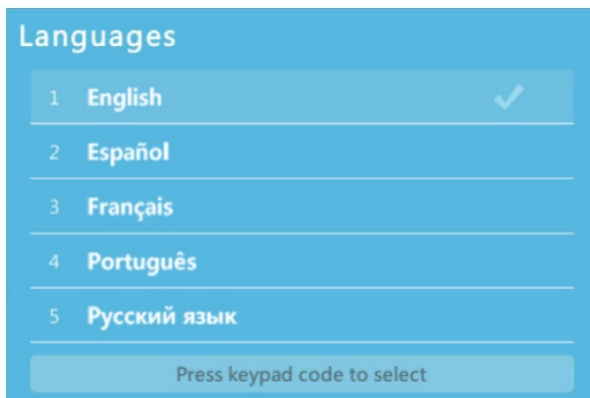 Languages
1 English
2 Español
3 Français
4 Português
5 Русский язык
Press keypad code to select